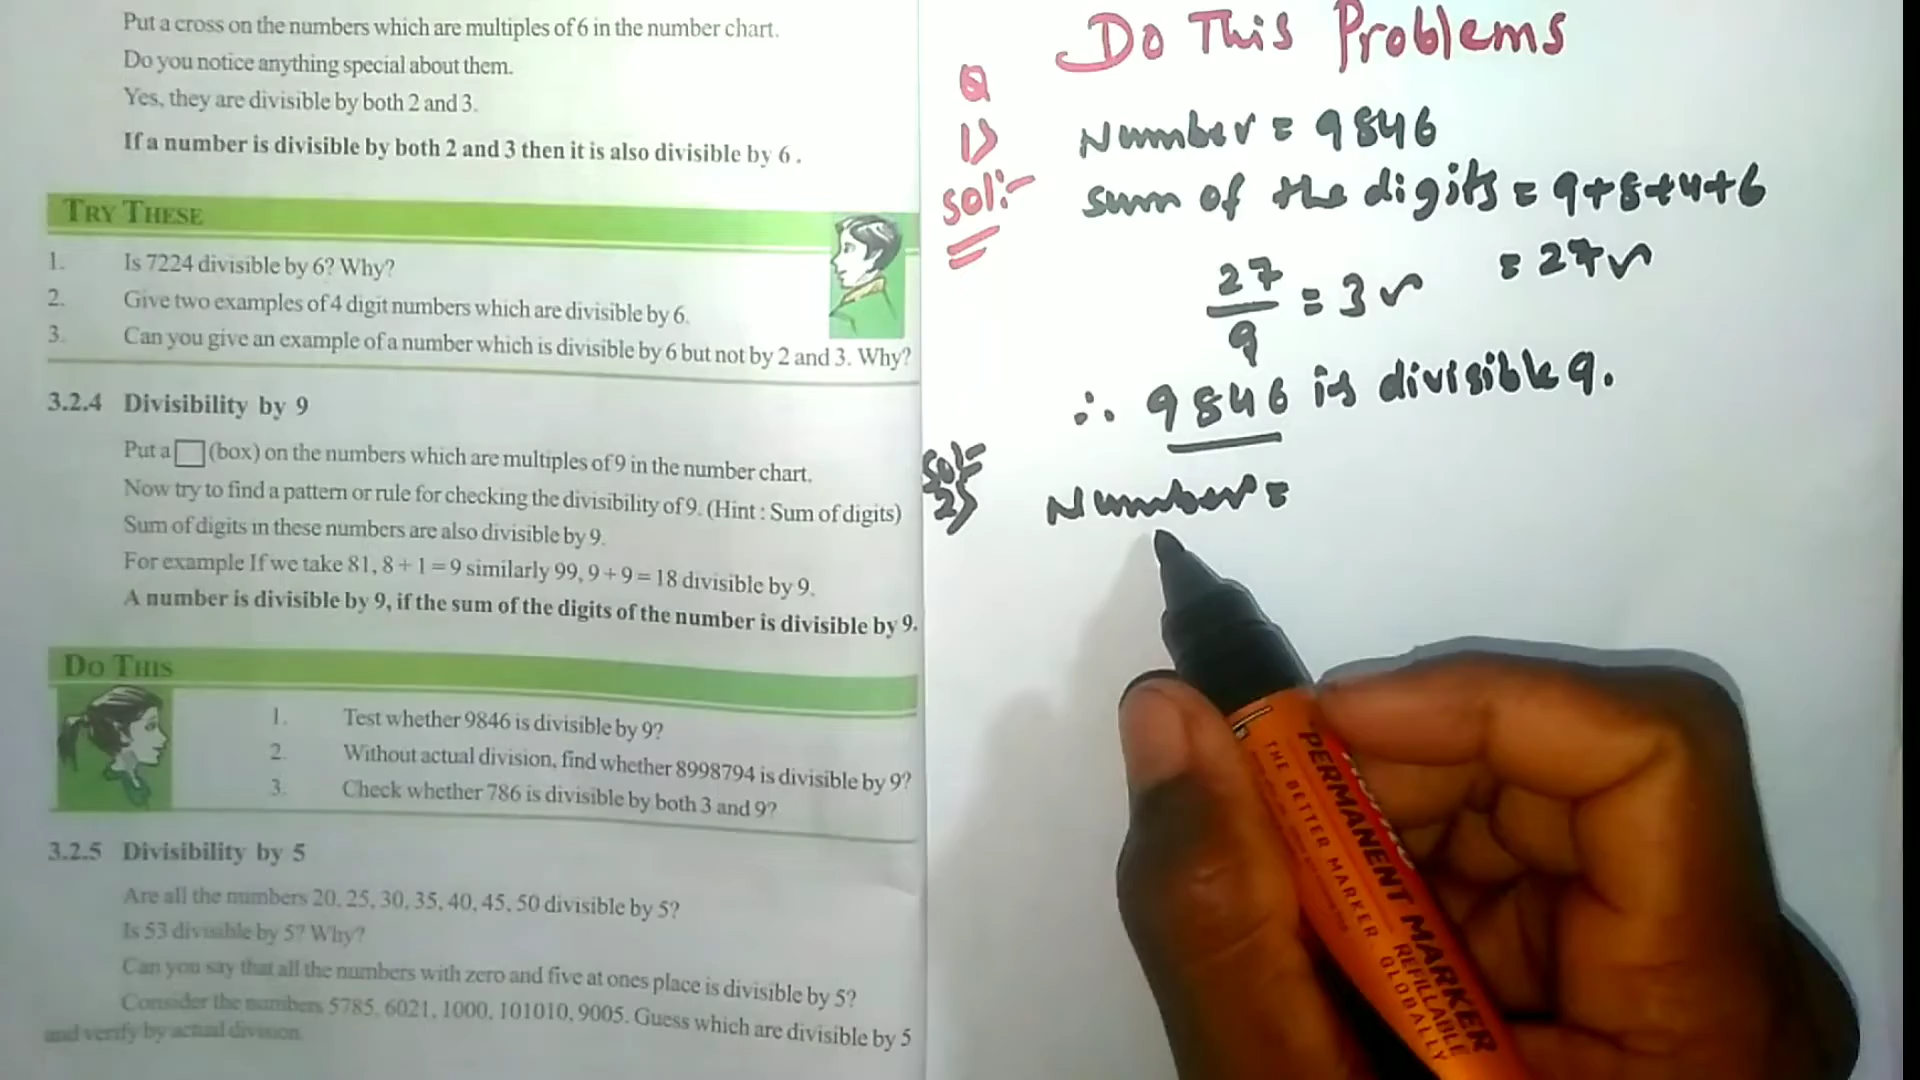 Put a cross on the numbers which are multiples of 6 in the number chart.
Do you notice anything special about them.
Yes, they are divisible by both 2 and 3.
If a number is divisible by both 2 and 3 then it is also divisible by 6 .
TRY THESE
1. Is 7224 divisible by 6? Why?
2. Give two examples of 4 digit numbers which are divisible by 6.
3. Can you give an example of a number which is divisible by 6 but not by 2 and 3. Why?
3.2.4 Divisibility by 9
Put a (box) on the numbers which are multiples of 9 in the number chart.
Now try to find a pattern or rule for checking the divisibility of 9. (Hint : Sum of digits)
Sum of digits in these numbers are also divisible by 9.
For example If we take 81, 8 + 1 = 9 similarly 99, 9 + 9 = 18 divisible by 9.
A number is divisible by 9, if the sum of the digits of the number is divisible by 9.
DO THIS
1. Test whether 9846 is divisible by 9?
2. Without actual division, find whether 8998794 is divisible by 9?
3. Check whether 786 is divisible by both 3 and 9?
3.2.5 Divisibility by 5
Are all the numbers 20, 25, 30, 35, 40, 45, 50 divisible by 5?
Is 53 divisible by 5? Why?
Can you say that all the numbers with zero and five at ones place is divisible by 5?
Consider the numbers 5785, 6021, 1000, 101010, 9005. Guess which are divisible by 5
and verify by actual division.
Do This Problems
Q
1) Number = 9846
Sol:- sum of the digits = 9+8+4+6
= 27
27/9 = 3
∴ 9846 is divisible 9.
Sol-
2) Number =
PERMANENT MARKER
THE BETTER MARKER. GLOBALLY
REFILLABLE